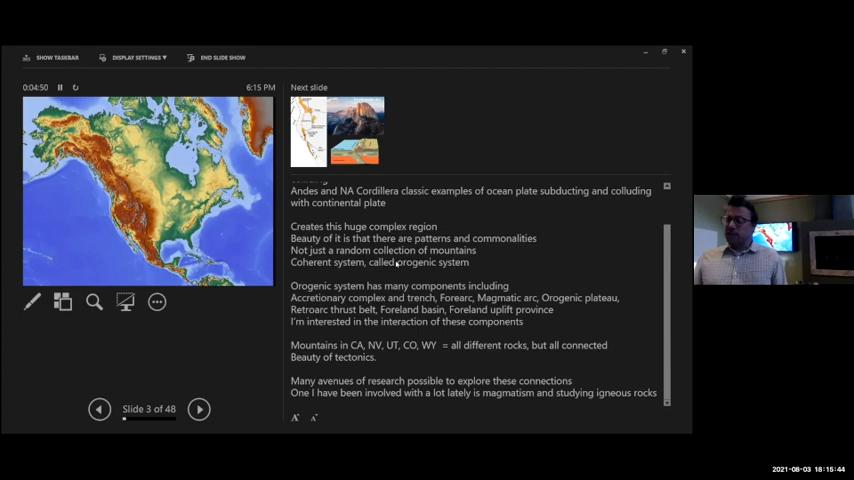 SHOW TASKBAR
DISPLAY SETTINGS ▼
END SLIDE SHOW
0:04:50
6:15 PM
Next slide
Andes and NA Cordillera classic examples of ocean plate subducting and colluding
with continental plate
Creates this huge complex region
Beauty of it is that there are patterns and commonalities
Not just a random collection of mountains
Coherent system, called orogenic system
Orogenic system has many components including
Accretionary complex and trench, Forearc, Magmatic arc, Orogenic plateau,
Retroarc thrust belt, Foreland basin, Foreland uplift province
I'm interested in the interaction of these components
Mountains in CA, NV, UT, CO, WY = all different rocks, but all connected
Beauty of tectonics.
Many avenues of research possible to explore these connections
One I have been involved with a lot lately is magmatism and studying igneous rocks
Slide 3 of 48
A A
2021-08-03 18:15:44